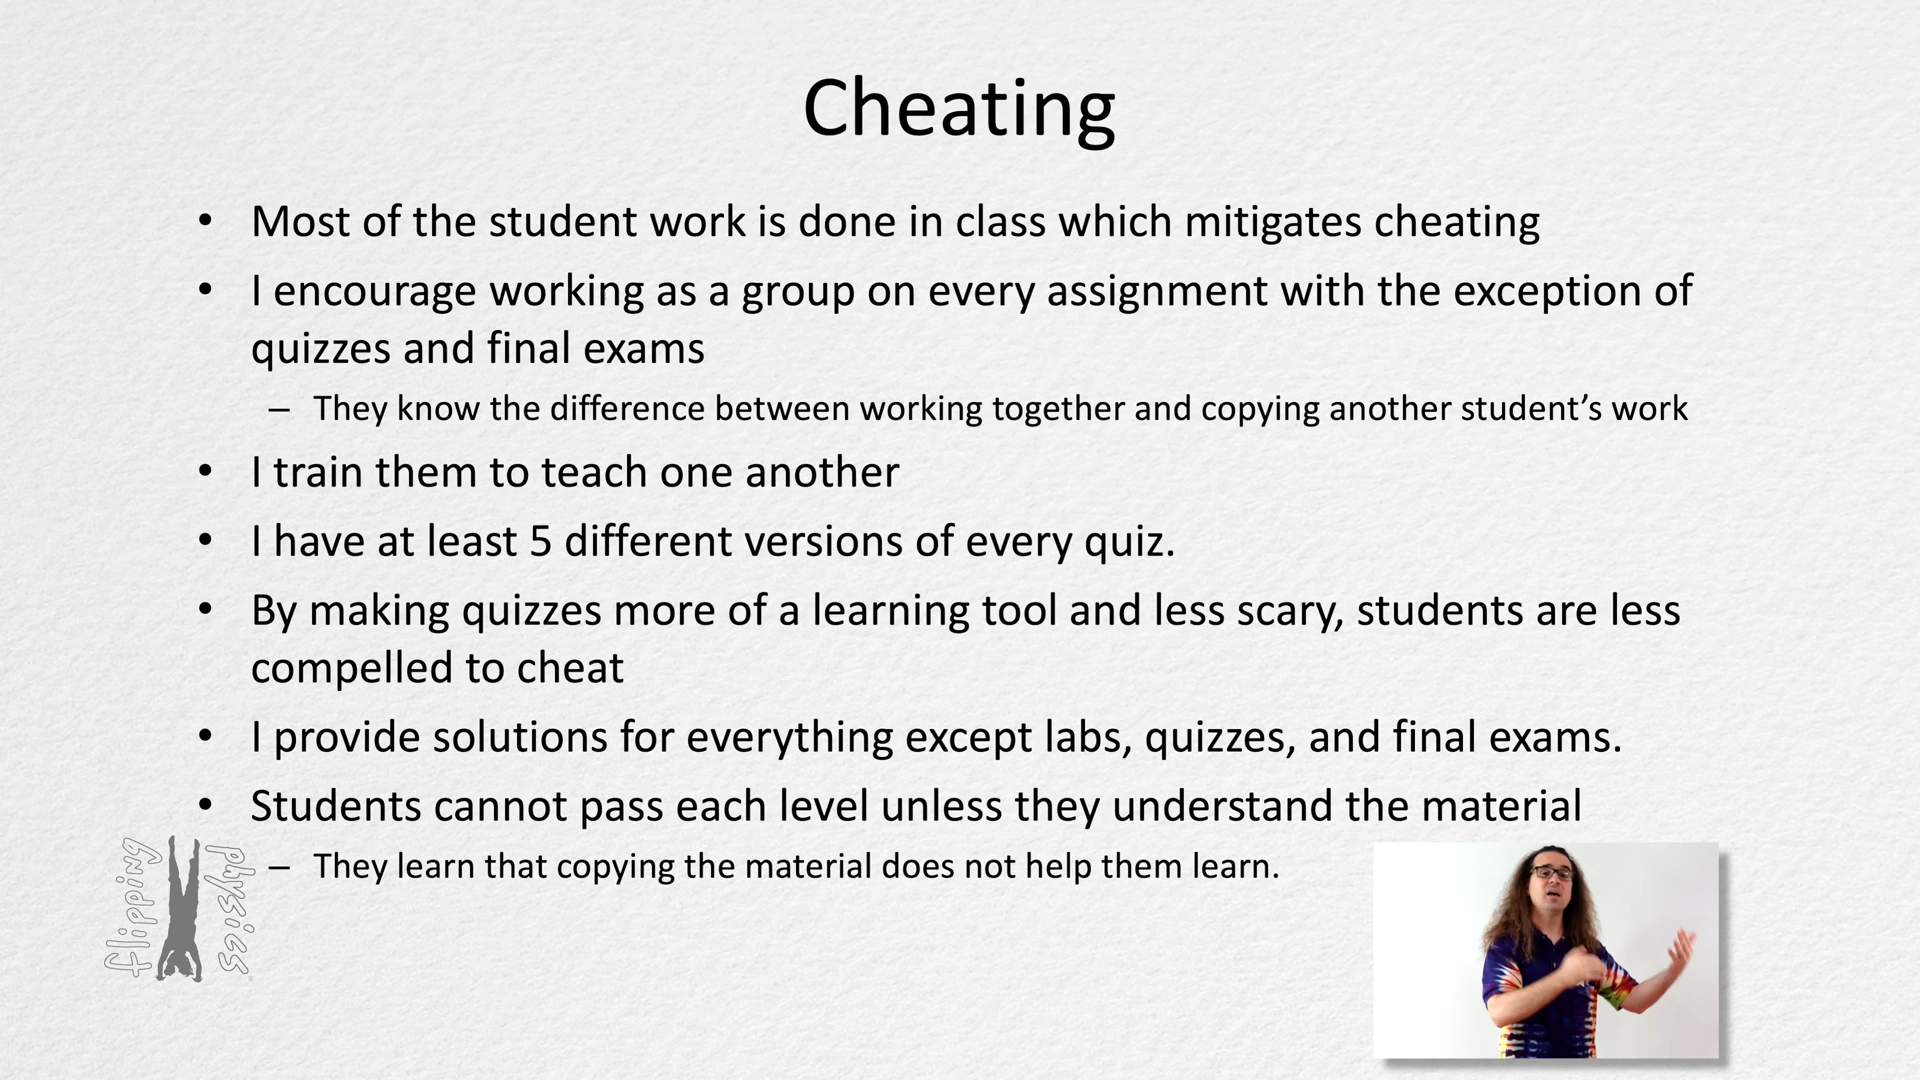 Cheating
• Most of the student work is done in class which mitigates cheating
• I encourage working as a group on every assignment with the exception of
quizzes and final exams
– They know the difference between working together and copying another student’s work
• I train them to teach one another
• I have at least 5 different versions of every quiz.
• By making quizzes more of a learning tool and less scary, students are less
compelled to cheat
• I provide solutions for everything except labs, quizzes, and final exams.
• Students cannot pass each level unless they understand the material
– They learn that copying the material does not help them learn.
flipping
physics